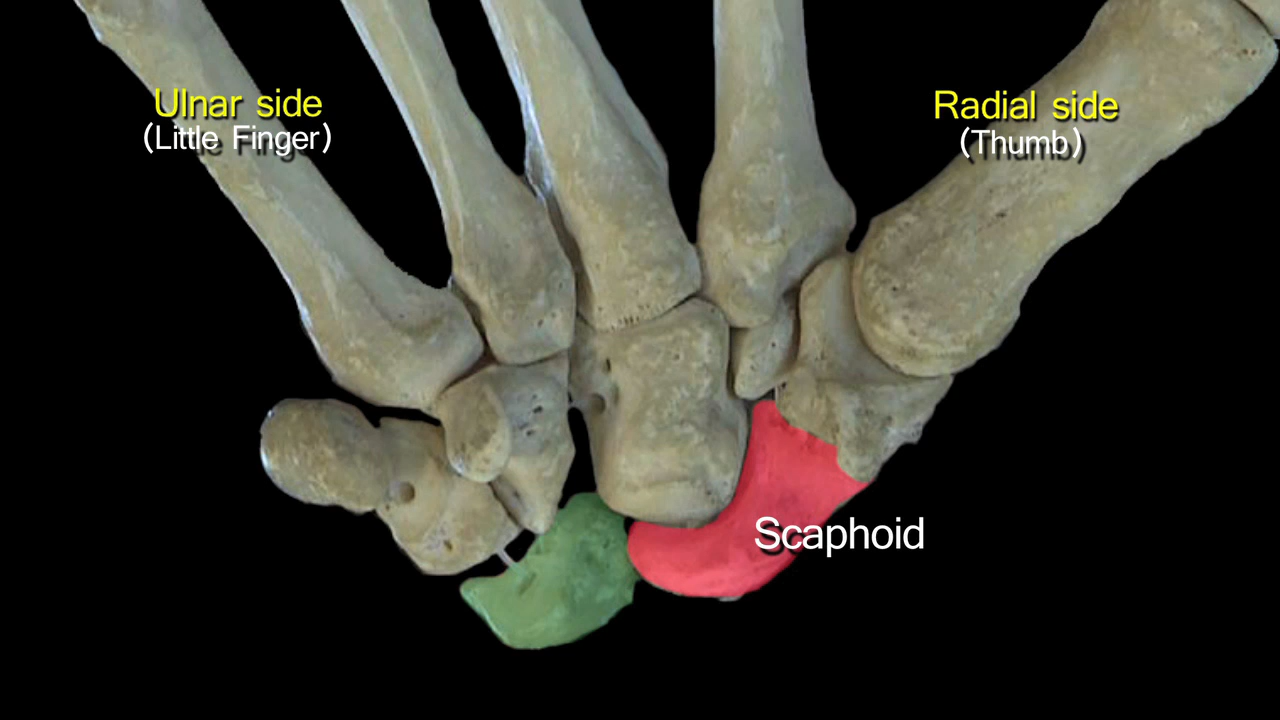 Ulnar side
(Little Finger)
Radial side
(Thumb)
Scaphoid